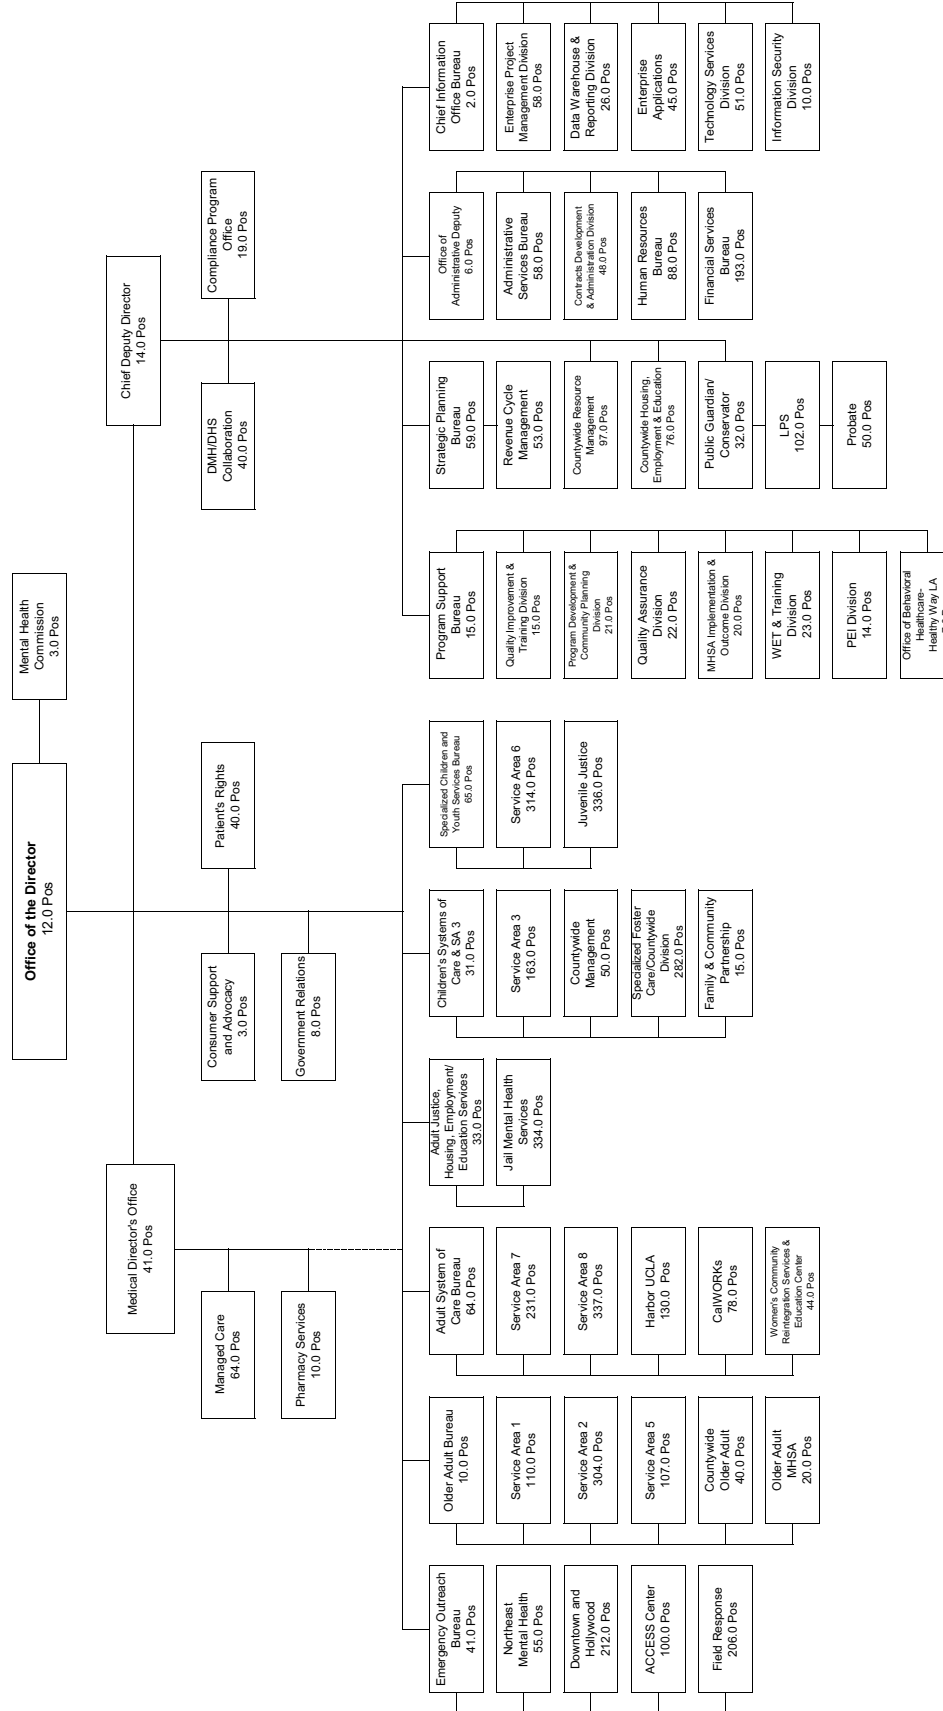 Office of the Director
12.0 Pos
Mental Health
Commission
3.0 Pos
Medical Director's Office
41.0 Pos
Chief Deputy Director
14.0 Pos
Managed Care
64.0 Pos
Pharmacy Services
10.0 Pos
Consumer Support
and Advocacy
3.0 Pos
Patient's Rights
40.0 Pos
Government Relations
8.0 Pos
DMH/DHS
Collaboration
40.0 Pos
Compliance Program
Office
19.0 Pos
Emergency Outreach
Bureau
41.0 Pos
Northeast
Mental Health
55.0 Pos
Downtown and
Hollywood
212.0 Pos
ACCESS Center
100.0 Pos
Field Response
206.0 Pos
Older Adult Bureau
10.0 Pos
Service Area 1
110.0 Pos
Service Area 2
304.0 Pos
Service Area 5
107.0 Pos
Countywide
Older Adult
40.0 Pos
Older Adult
MHSA
20.0 Pos
Adult System of
Care Bureau
64.0 Pos
Service Area 7
231.0 Pos
Service Area 8
337.0 Pos
Harbor UCLA
130.0 Pos
CalWORKs
78.0 Pos
Women's Community
Reintegration Services &
Education Center
44.0 Pos
Adult Justice,
Housing, Employment/
Education Services
33.0 Pos
Jail Mental Health
Services
334.0 Pos
Children's Systems of
Care & SA 3
31.0 Pos
Service Area 3
163.0 Pos
Countywide
Management
50.0 Pos
Specialized Foster
Care/Countywide
Division
282.0 Pos
Family & Community
Partnership
15.0 Pos
Specialized Children and
Youth Services Bureau
65.0 Pos
Service Area 6
314.0 Pos
Juvenile Justice
336.0 Pos
Program Support
Bureau
15.0 Pos
Quality Improvement &
Training Division
15.0 Pos
Program Development &
Community Planning
Division
21.0 Pos
Quality Assurance
Division
22.0 Pos
MHSA Implementation &
Outcome Division
20.0 Pos
WET & Training
Division
23.0 Pos
PEI Division
14.0 Pos
Office of Behavioral
Healthcare-
Healthy Way LA
Strategic Planning
Bureau
59.0 Pos
Revenue Cycle
Management
53.0 Pos
Countywide Resource
Management
97.0 Pos
Countywide Housing,
Employment & Education
76.0 Pos
Public Guardian/
Conservator
32.0 Pos
LPS
102.0 Pos
Probate
50.0 Pos
Office of
Administrative Deputy
6.0 Pos
Administrative
Services Bureau
58.0 Pos
Contracts Development
& Administration Division
48.0 Pos
Human Resources
Bureau
88.0 Pos
Financial Services
Bureau
193.0 Pos
Chief Information
Office Bureau
2.0 Pos
Enterprise Project
Management Division
58.0 Pos
Data Warehouse &
Reporting Division
26.0 Pos
Enterprise
Applications
45.0 Pos
Technology Services
Division
51.0 Pos
Information Security
Division
10.0 Pos